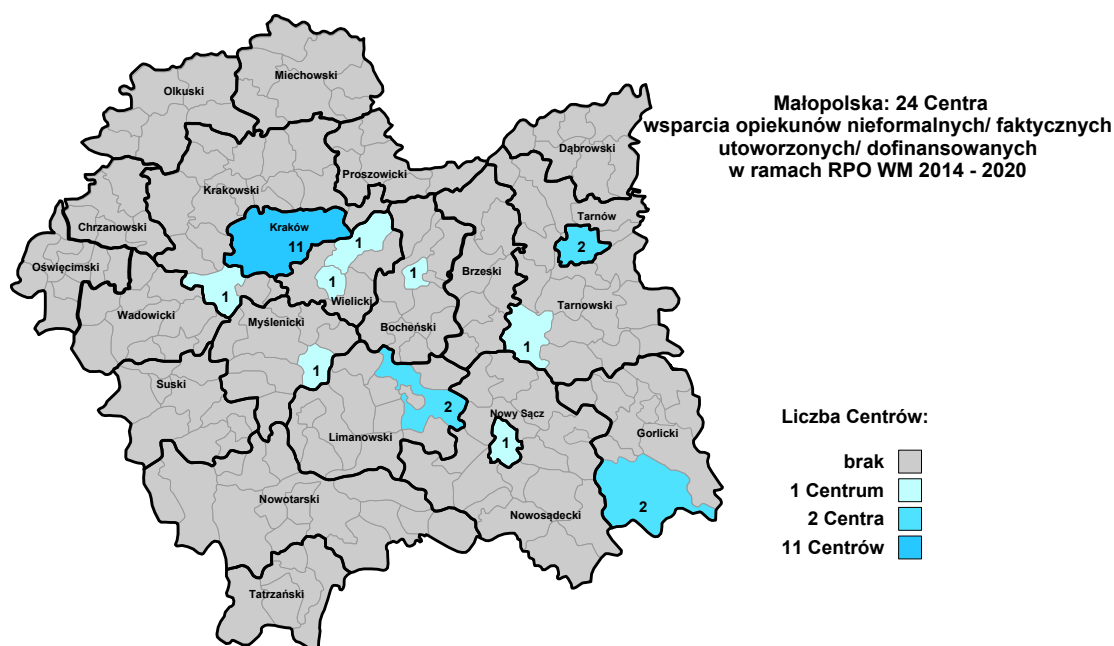 Małopolska: 24 Centra
wsparcia opiekunów nieformalnych/ faktycznych
utoworzonych/ dofinansowanych
w ramach RPO WM 2014 - 2020
Miechowski
Olkuski
Dąbrowski
Proszowicki
Krakowski
Tarnów
Chrzanowski
Kraków
11
1
2
Oświęcimski
Brzeski
1
1
1
Wielicki
Tarnowski
Wadowicki
Myślenicki
Bocheński
1
1
Suski
2
Nowy Sącz
Limanowski
1
Gorlicki
Nowotarski
2
Nowosądecki
Tatrzański
Liczba Centrów:
brak
1 Centrum
2 Centra
11 Centrów